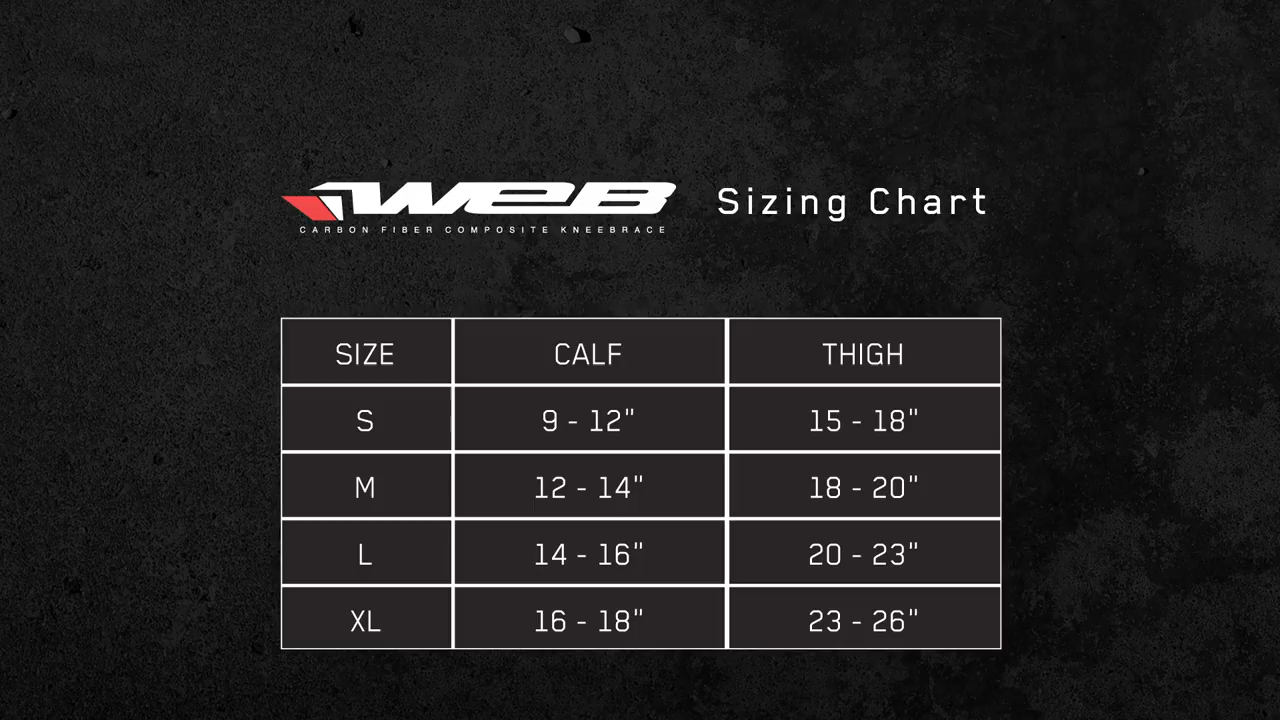 WEB Sizing Chart
CARBON FIBER COMPOSITE KNEEBRACE
SIZE CALF THIGH
S 9 - 12" 15 - 18"
M 12 - 14" 18 - 20"
L 14 - 16" 20 - 23"
XL 16 - 18" 23 - 26"